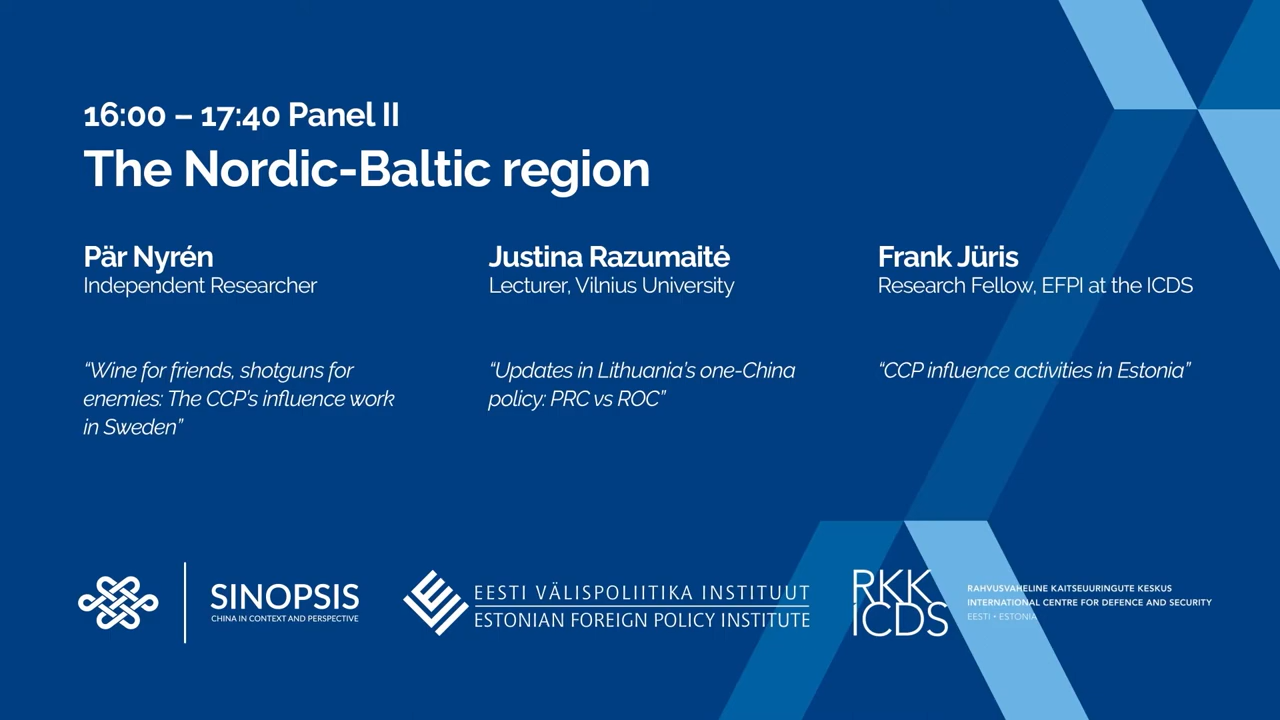 16:00 – 17:40 Panel II
The Nordic-Baltic region
Pär Nyrén
Independent Researcher
“Wine for friends, shotguns for
enemies: The CCP’s influence work
in Sweden”
Justina Razumaitė
Lecturer, Vilnius University
“Updates in Lithuania’s one-China
policy: PRC vs ROC”
Frank Jüris
Research Fellow, EFPI at the ICDS
“CCP influence activities in Estonia”
SINOPSIS
CHINA IN CONTEXT AND PERSPECTIVE
EESTI VÄLISPOLIITIKA INSTITUUT
ESTONIAN FOREIGN POLICY INSTITUTE
RKK
ICDS
RAHVUSVAHELINE KAITSEUURINGUTE KESKUS
INTERNATIONAL CENTRE FOR DEFENCE AND SECURITY
EESTI • ESTONIA